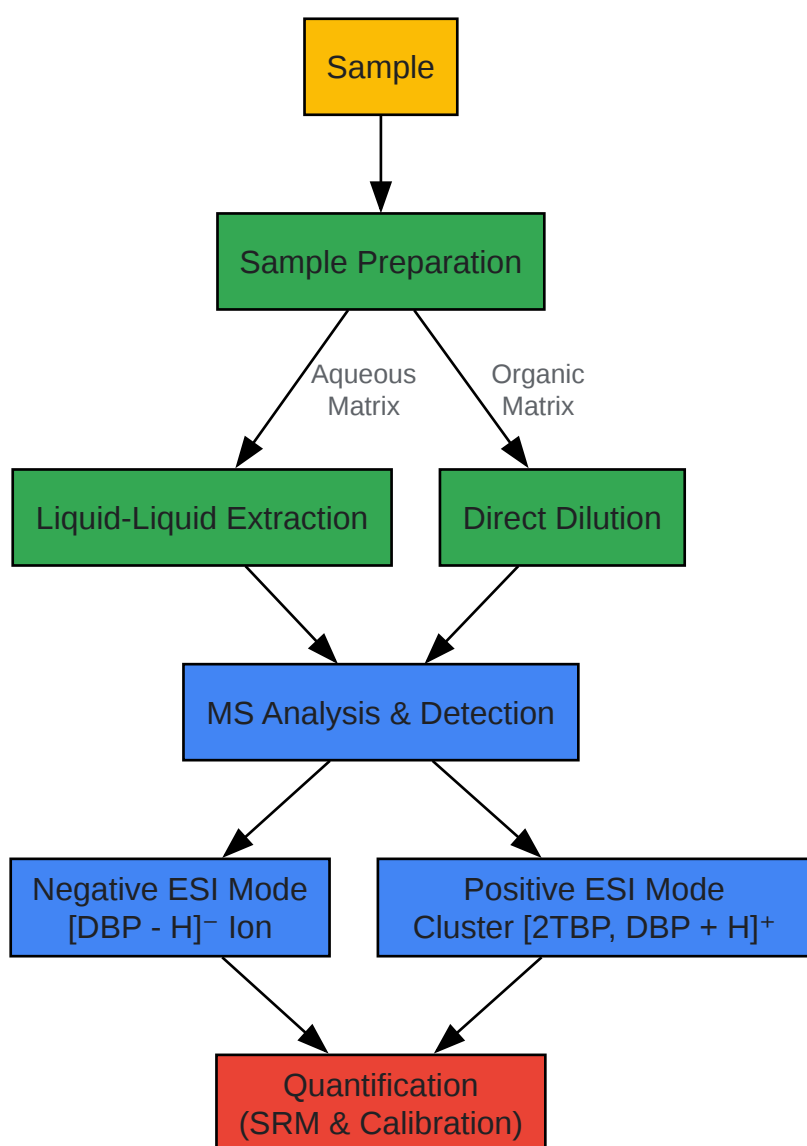 Sample
Sample Preparation
Aqueous
Matrix
Organic
Matrix
Liquid-Liquid Extraction
Direct Dilution
MS Analysis & Detection
Negative ESI Mode
[DBP - H]⁻ Ion
Positive ESI Mode
Cluster [2TBP, DBP + H]⁺
Quantification
(SRM & Calibration)